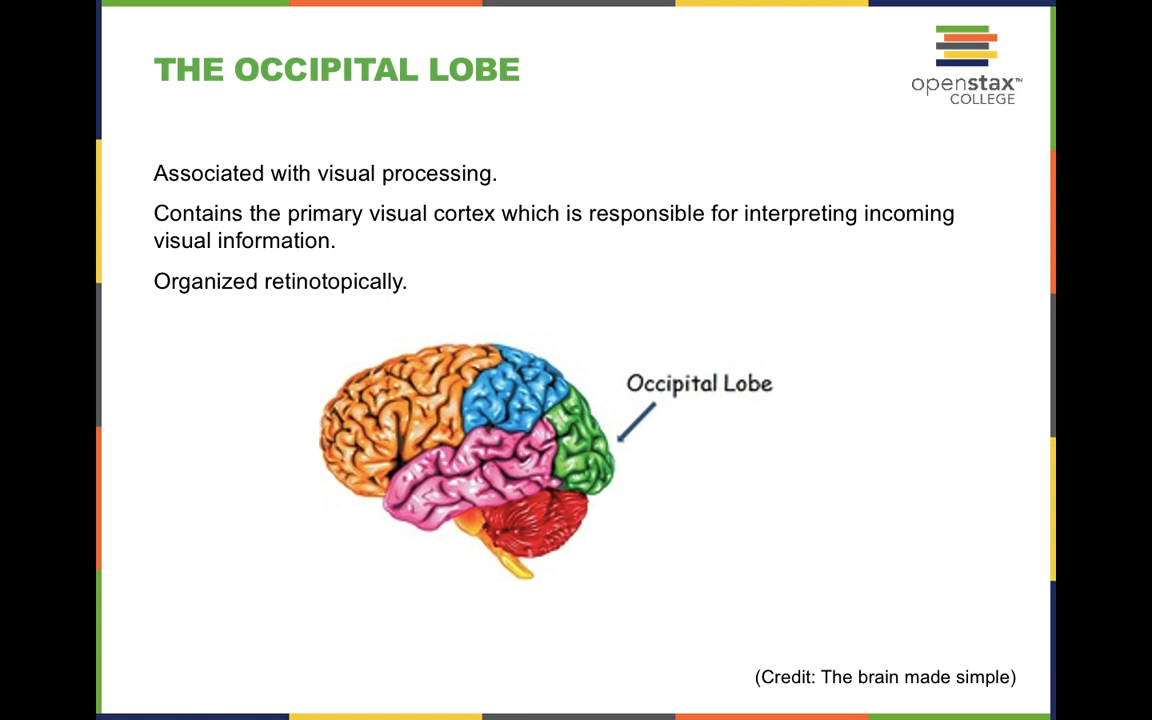 THE OCCIPITAL LOBE
openstax™
COLLEGE
Associated with visual processing.
Contains the primary visual cortex which is responsible for interpreting incoming
visual information.
Organized retinotopically.
Occipital Lobe
(Credit: The brain made simple)